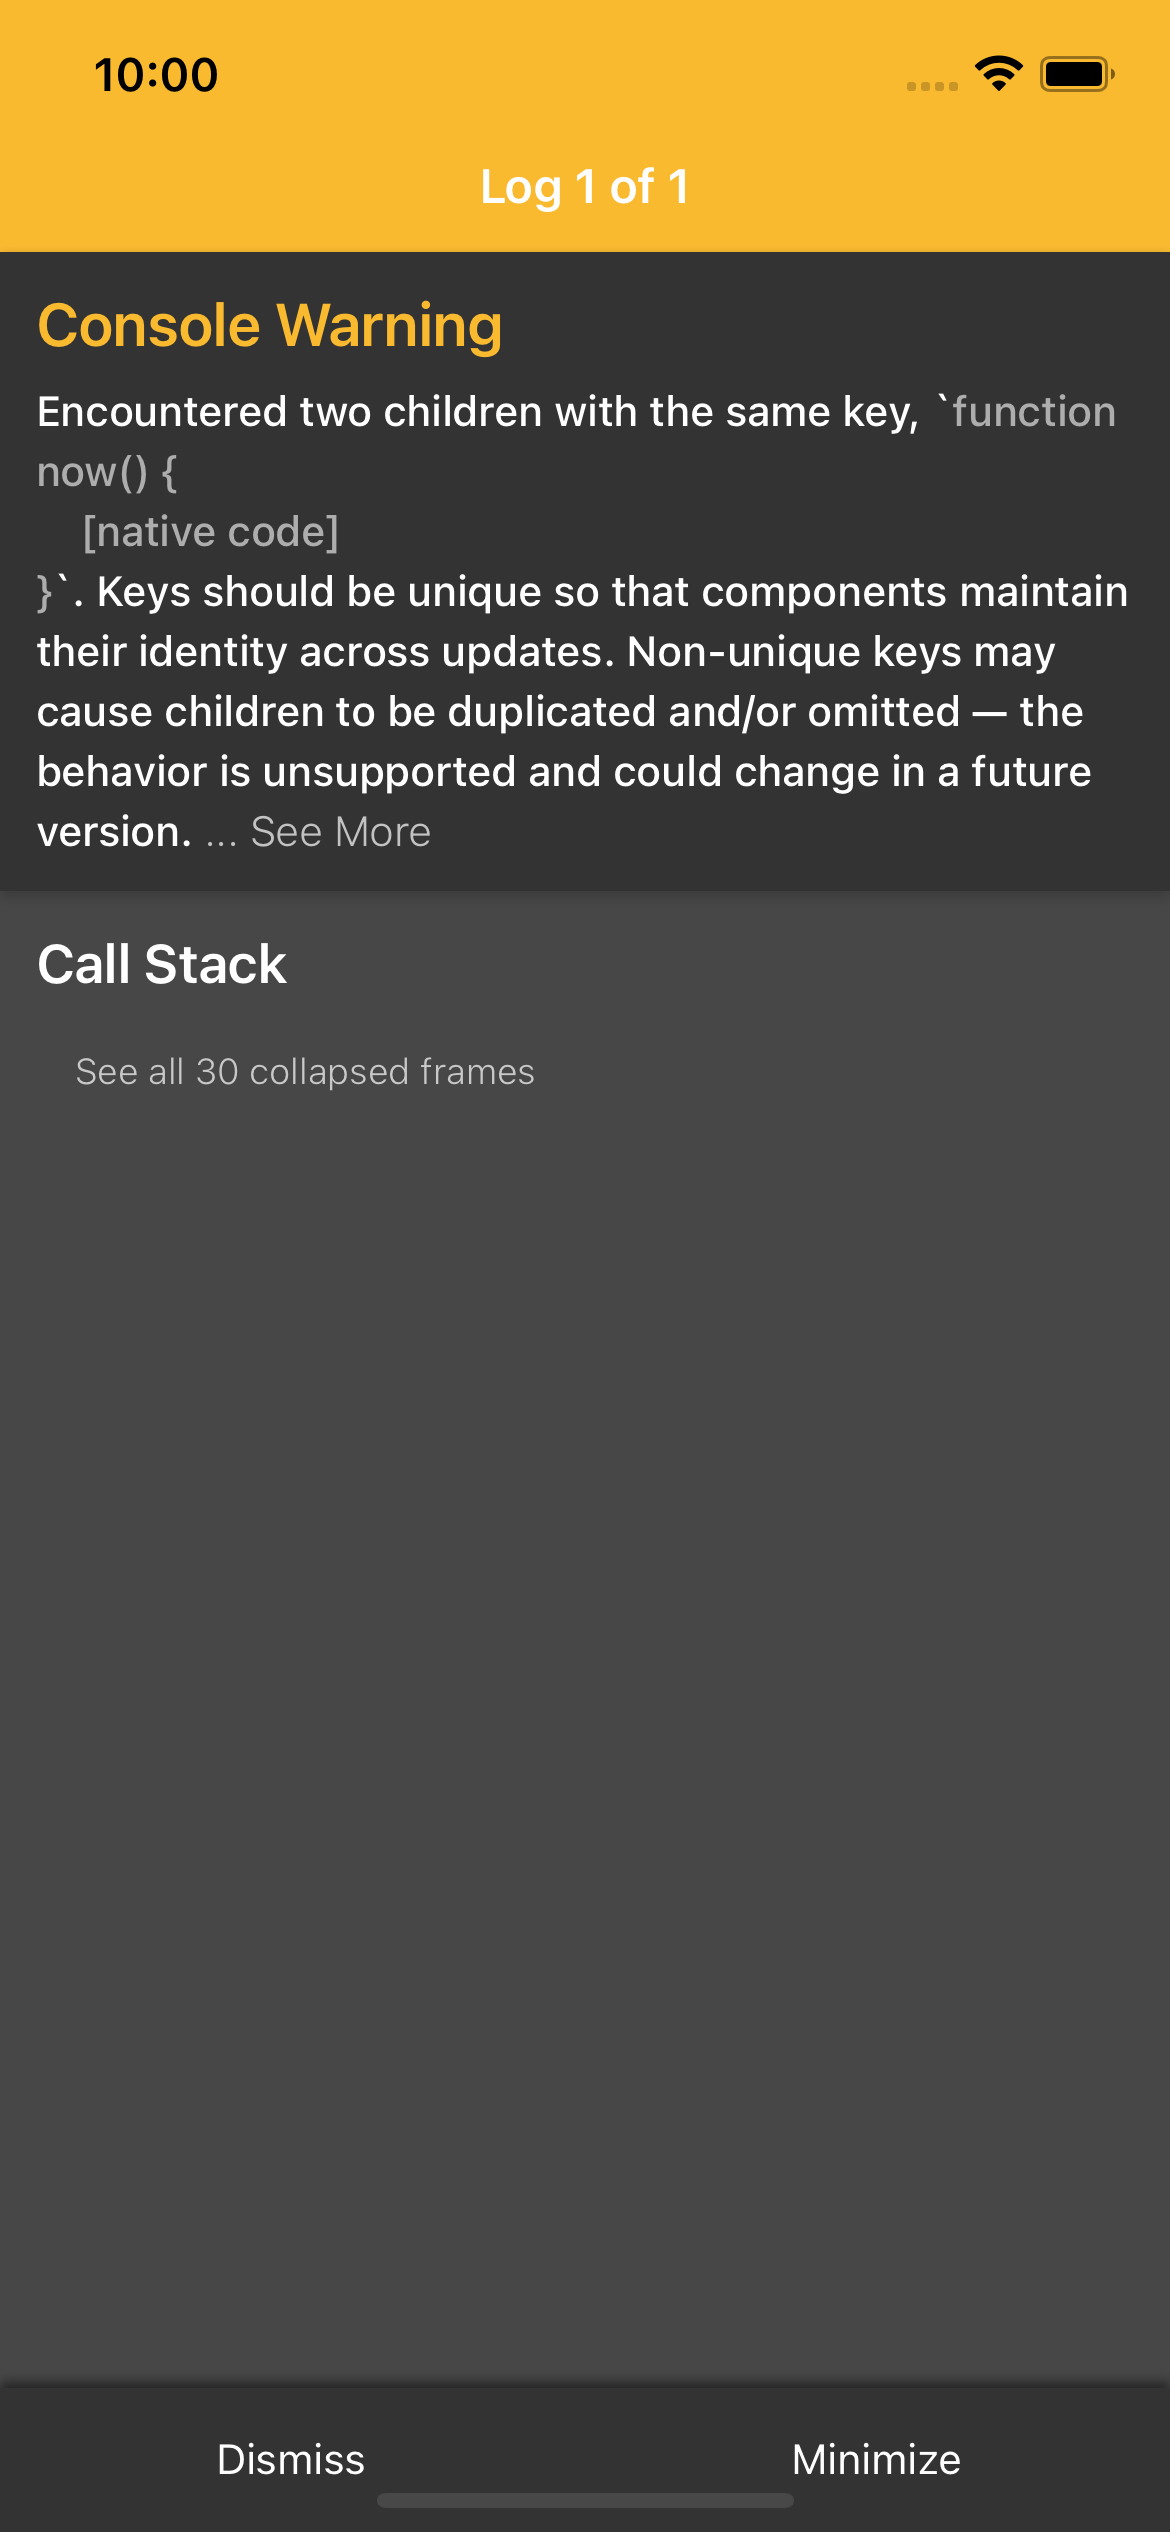 10:00
Log 1 of 1
Console Warning
Encountered two children with the same key, `function
now() {
    [native code]
}`. Keys should be unique so that components maintain
their identity across updates. Non-unique keys may
cause children to be duplicated and/or omitted — the
behavior is unsupported and could change in a future
version. ... See More
Call Stack
See all 30 collapsed frames
Dismiss Minimize